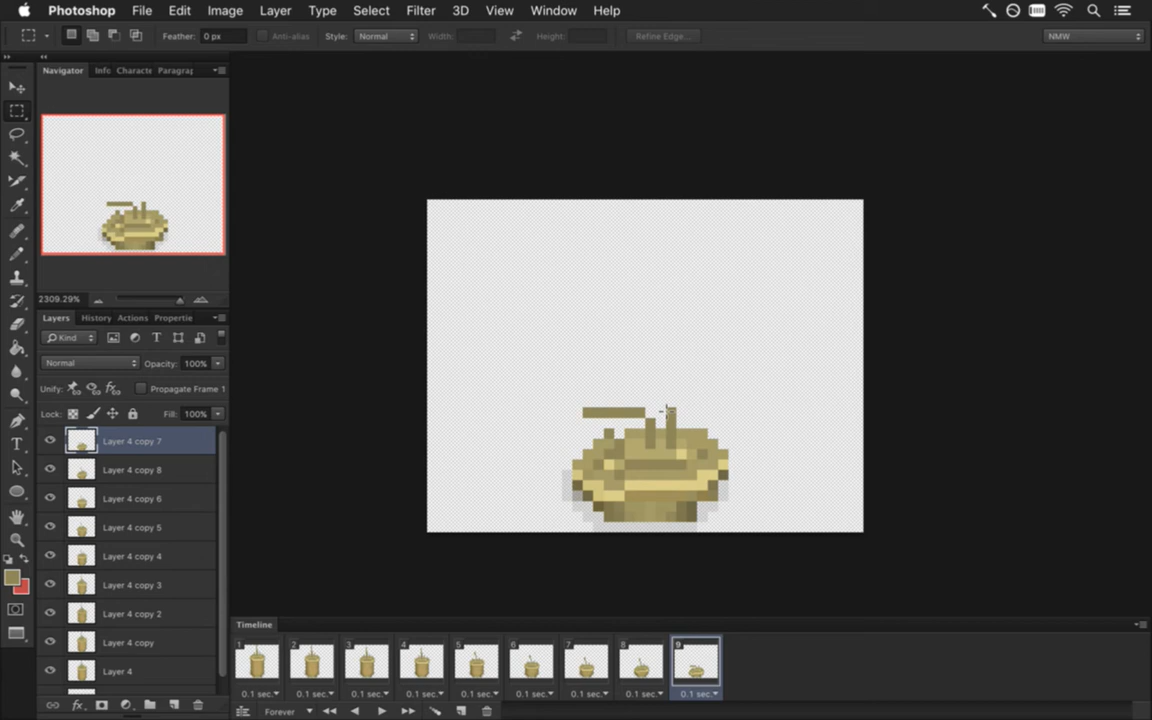 Photoshop File Edit Image Layer Type Select Filter 3D View Window Help
Feather: 0 px Anti-alias Style: Normal Width: Height: Refine Edge... NMW
Navigator Info Characte Paragrap
2309.29%
Layers History Actions Propertie
Kind
Normal Opacity: 100%
Unify: Propagate Frame 1
Lock: Fill: 100%
Layer 4 copy 7
Layer 4 copy 8
Layer 4 copy 6
Layer 4 copy 5
Layer 4 copy 4
Layer 4 copy 3
Layer 4 copy 2
Layer 4 copy
Layer 4
Timeline
1 2 3 4 5 6 7 8 9
0.1 sec. 0.1 sec. 0.1 sec. 0.1 sec. 0.1 sec. 0.1 sec. 0.1 sec. 0.1 sec. 0.1 sec.
Forever